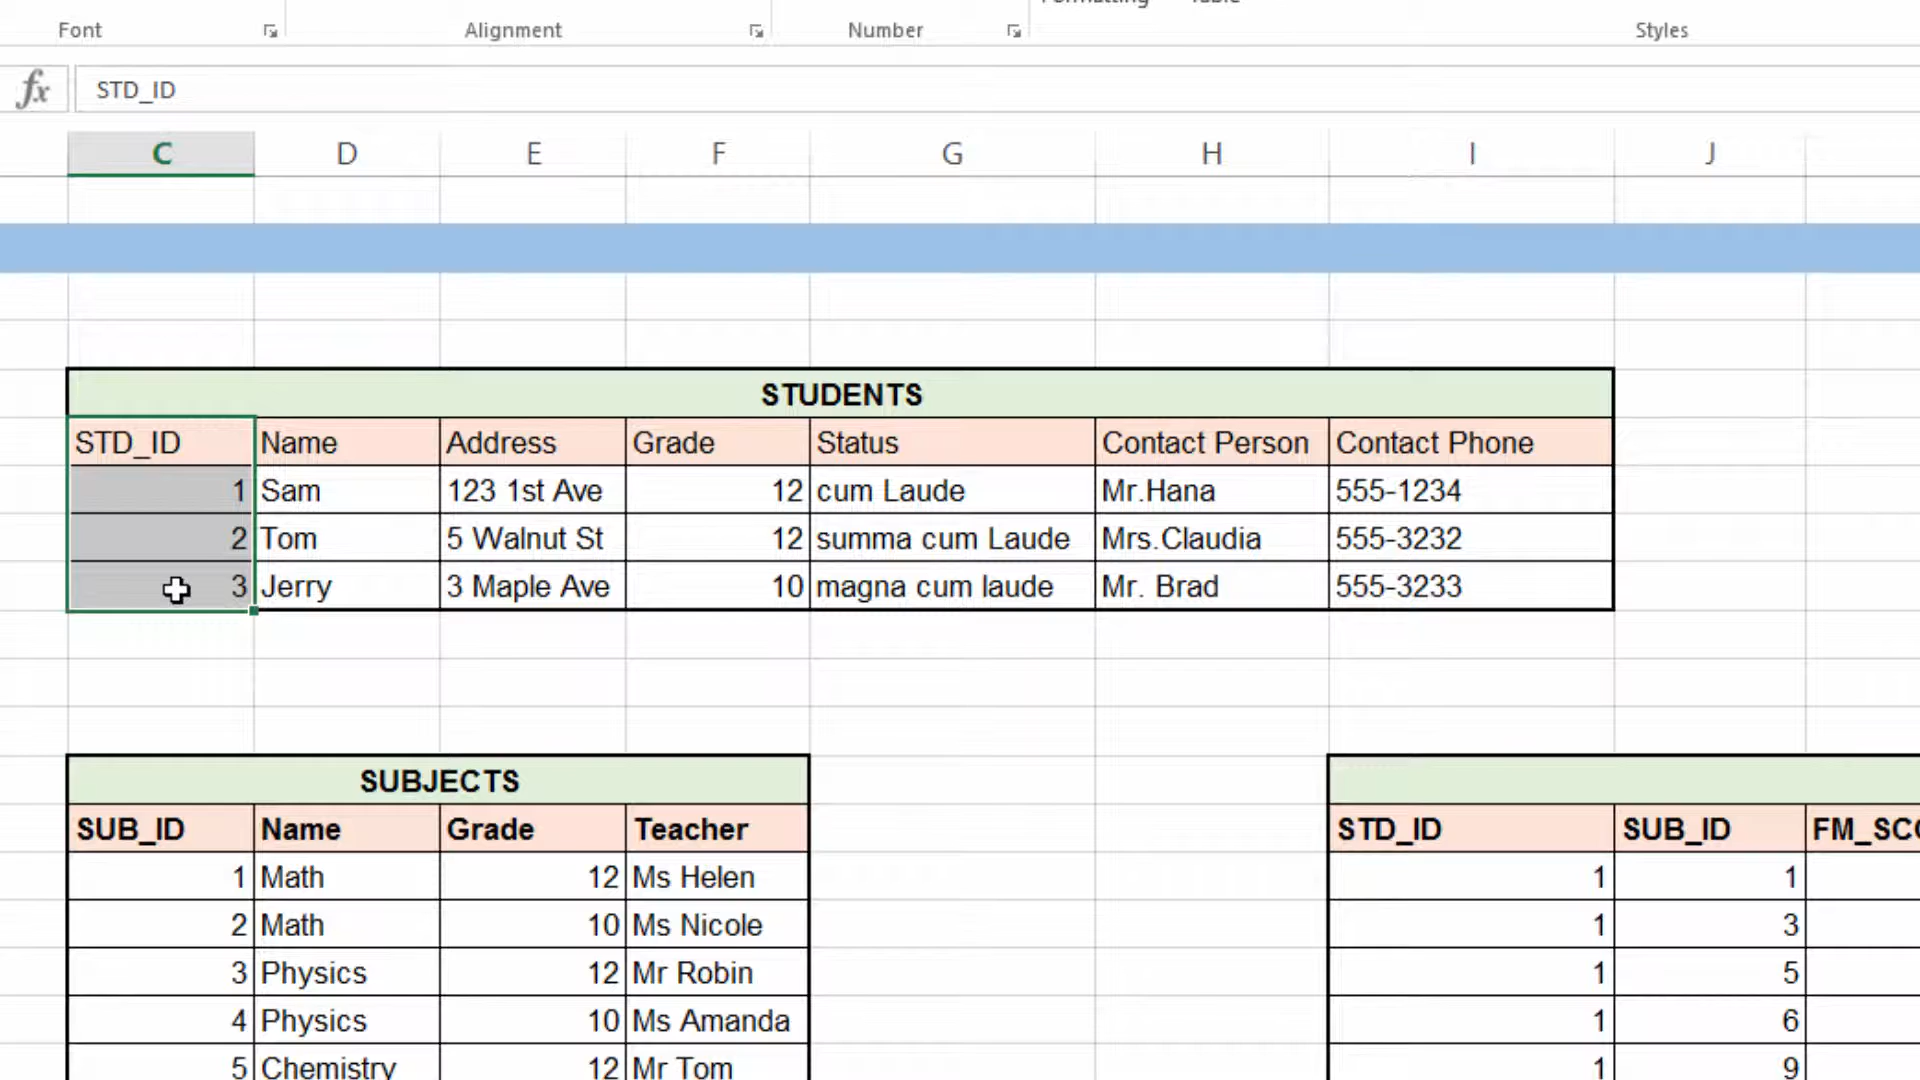 Font Alignment Number Styles
fx STD_ID
C D E F G H I J
STUDENTS
STD_ID Name Address Grade Status Contact Person Contact Phone
1 Sam 123 1st Ave 12 cum Laude Mr.Hana 555-1234
2 Tom 5 Walnut St 12 summa cum Laude Mrs.Claudia 555-3232
3 Jerry 3 Maple Ave 10 magna cum laude Mr. Brad 555-3233
SUBJECTS
SUB_ID Name Grade Teacher STD_ID SUB_ID FM_SCO
1 Math 12 Ms Helen 1 1
2 Math 10 Ms Nicole 1 3
3 Physics 12 Mr Robin 1 5
4 Physics 10 Ms Amanda 1 6
5 Chemistry 12 Mr Tom 1 9